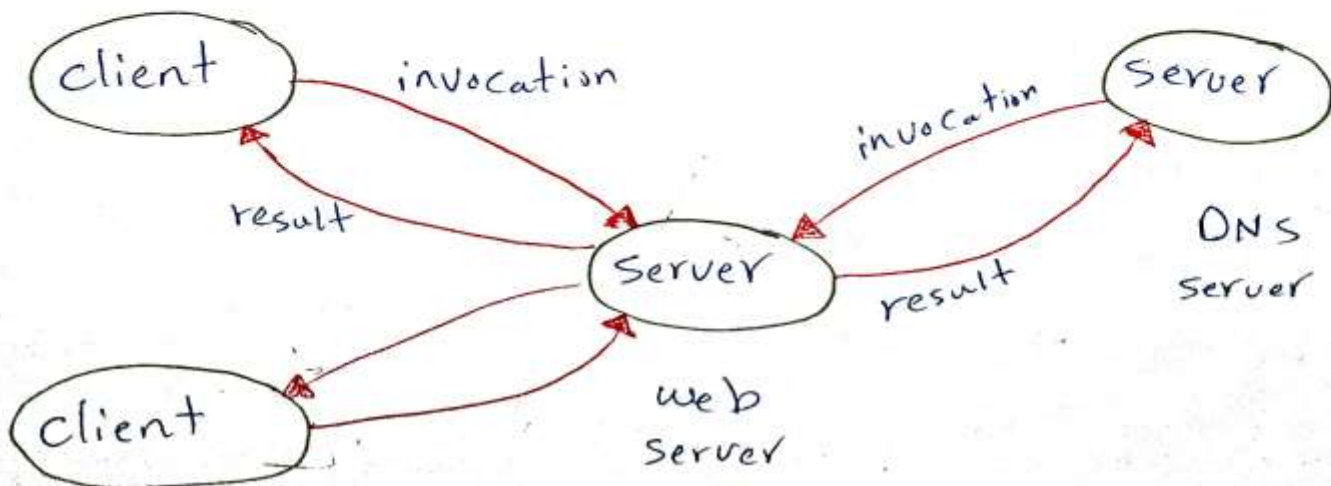 client
invocation
server
invocation
result
DNS
server
server
result
client
web
server